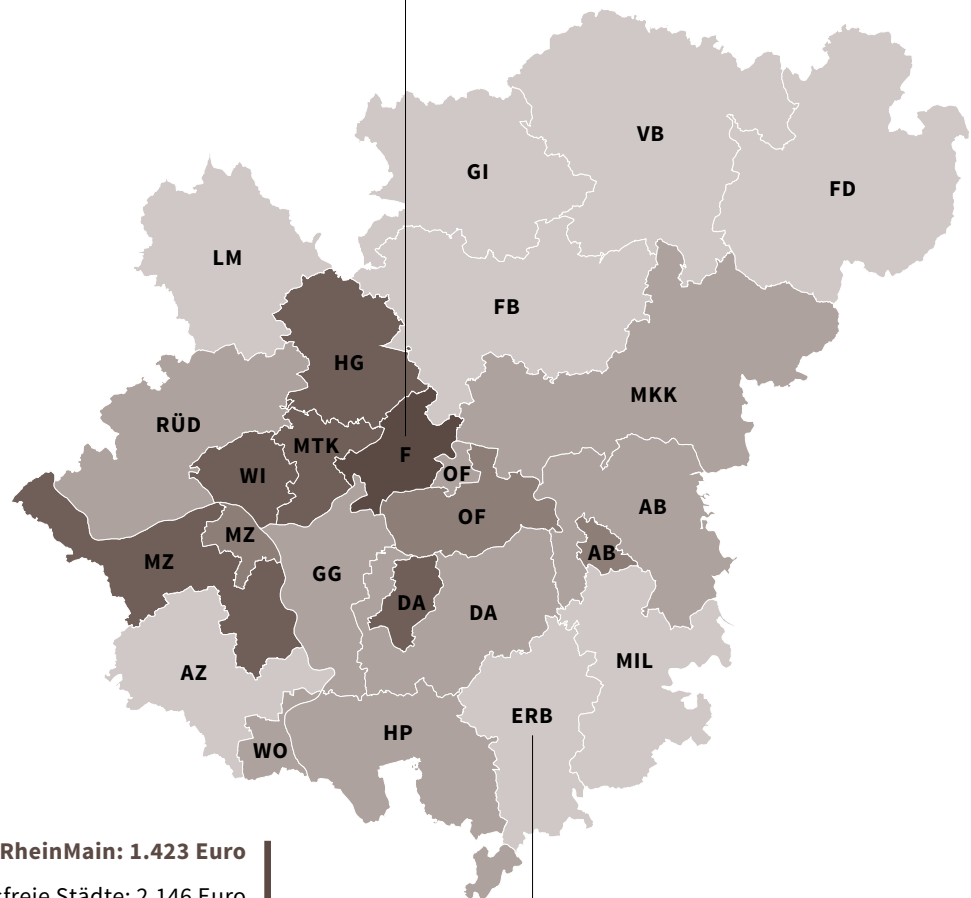 VB
GI
FD
LM
FB
HG
MKK
RÜD
MTK
F
WI
OF
AB
OF
MZ
AB
MZ
GG
DA
DA
MIL
AZ
ERB
HP
WO
RheinMain: 1.423 Euro
freie Städte: 2.146 Euro